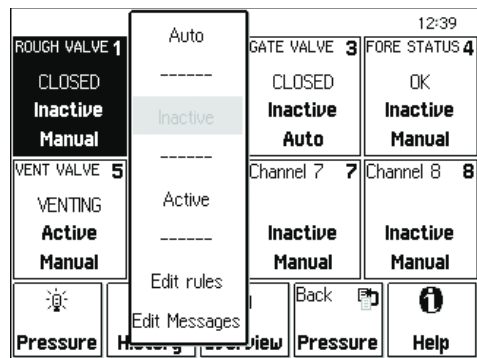 12:39
ROUGH VALVE 1
CLOSED
Inactive
Manual
Auto
------
Inactive
------
Active
------
Edit rules
Edit Messages
GATE VALVE 3
CLOSED
Inactive
Auto
FORE STATUS 4
OK
Inactive
Manual
VENT VALVE 5
VENTING
Active
Manual
Channel 7 7
Inactive
Manual
Channel 8 8
Inactive
Manual
Pressure
Back
Pressure
Help